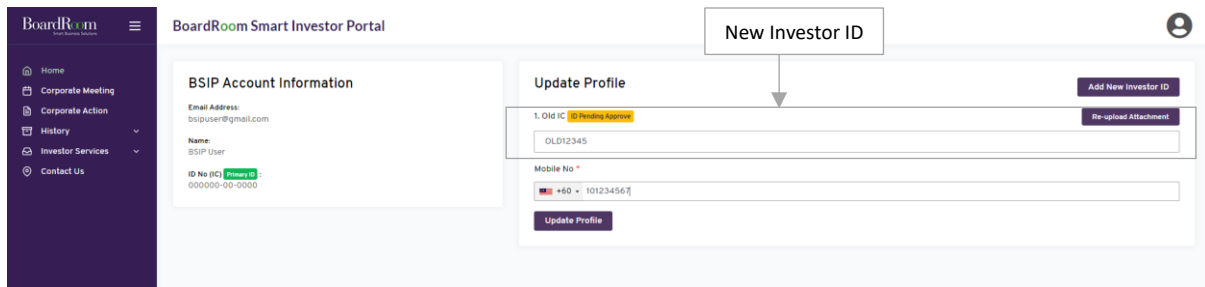 BoardRoom
Smart Business Solutions
BoardRoom Smart Investor Portal
New Investor ID
Home
Corporate Meeting
Corporate Action
History
Investor Services
Contact Us
BSIP Account Information
Email Address:
bsipuser@gmail.com
Name:
BSIP User
ID No (IC) Primary ID :
000000-00-0000
Update Profile
Add New Investor ID
1. Old IC ID Pending Approve
Re-upload Attachment
OLD12345
Mobile No *
+60 101234567
Update Profile